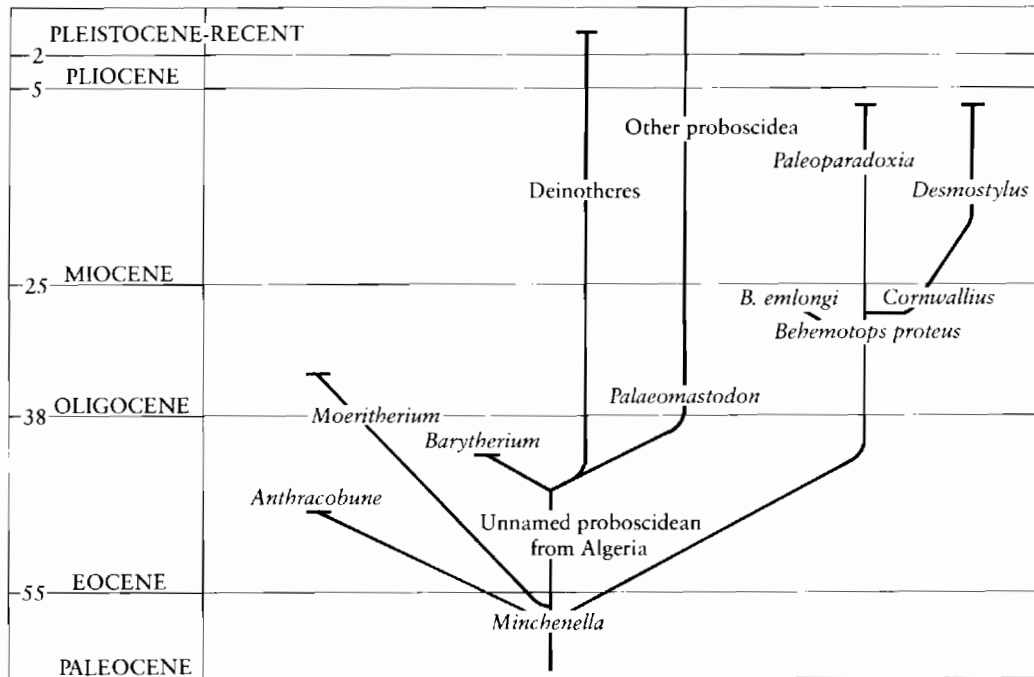 PLEISTOCENE-RECENT
2
PLIOCENE
5
Other proboscidea
Paleoparadoxia
Deinotheres
Desmostylus
MIOCENE
25
B. emlongi
Cornwallius
Behemotops proteus
Palaeomastodon
OLIGOCENE
38
Moeritherium
Barytherium
Anthracobune
Unnamed proboscidean
from Algeria
EOCENE
55
Minchenella
PALEOCENE